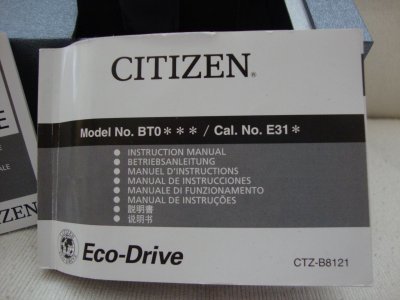 CITIZEN®
Model No. BT0＊＊＊ / Cal. No. E31＊
● INSTRUCTION MANUAL
● BETRIEBSANLEITUNG
● MANUEL D'INSTRUCTIONS
● MANUAL DE INSTRUCCIONES
● MANUALE DI FUNZIONAMENTO
● MANUAL DE INSTRUÇÕES
● 説明書
● 说明书
Eco-Drive
CTZ-B8121
ZEN